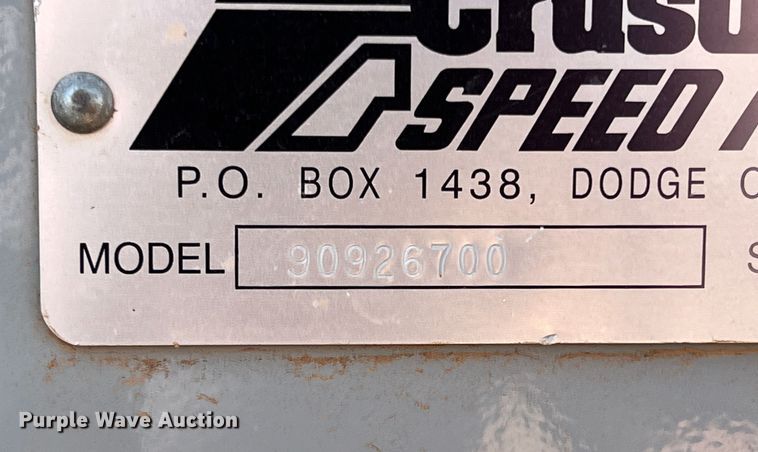 SPEED
P.O. BOX 1438, DODGE
MODEL 90926700
Purple Wave Auction